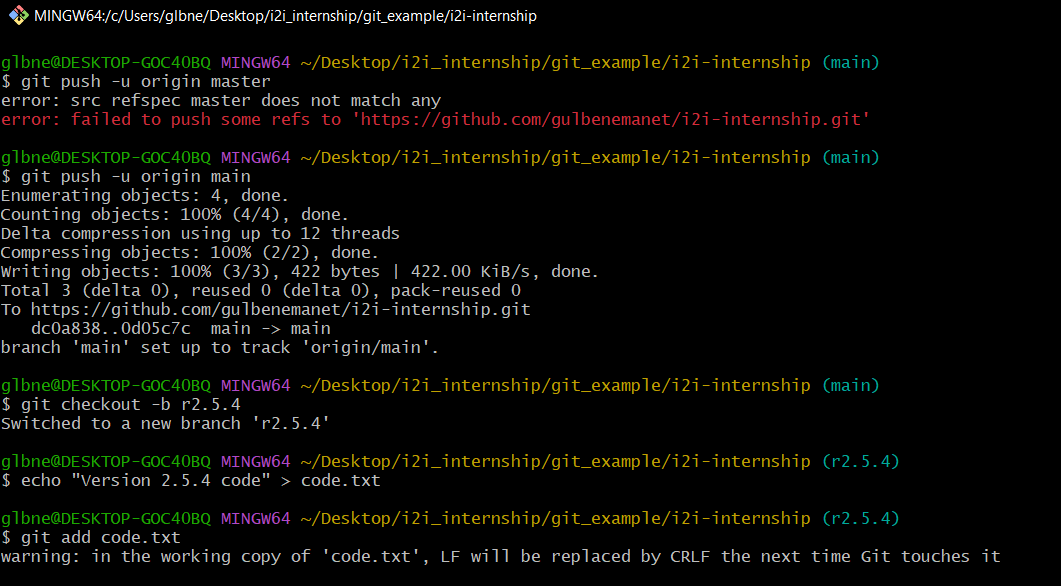 MINGW64:/c/Users/glbne/Desktop/i2i_internship/git_example/i2i-internship
glbne@DESKTOP-GOC4OBQ MINGW64 ~/Desktop/i2i_internship/git_example/i2i-internship (main)
$ git push -u origin master
error: src refspec master does not match any
error: failed to push some refs to 'https://github.com/gulbenemanet/i2i-internship.git'
glbne@DESKTOP-GOC4OBQ MINGW64 ~/Desktop/i2i_internship/git_example/i2i-internship (main)
$ git push -u origin main
Enumerating objects: 4, done.
Counting objects: 100% (4/4), done.
Delta compression using up to 12 threads
Compressing objects: 100% (2/2), done.
Writing objects: 100% (3/3), 422 bytes | 422.00 KiB/s, done.
Total 3 (delta 0), reused 0 (delta 0), pack-reused 0
To https://github.com/gulbenemanet/i2i-internship.git
   dc0a838..0d05c7c  main -> main
branch 'main' set up to track 'origin/main'.
glbne@DESKTOP-GOC4OBQ MINGW64 ~/Desktop/i2i_internship/git_example/i2i-internship (main)
$ git checkout -b r2.5.4
Switched to a new branch 'r2.5.4'
glbne@DESKTOP-GOC4OBQ MINGW64 ~/Desktop/i2i_internship/git_example/i2i-internship (r2.5.4)
$ echo "Version 2.5.4 code" > code.txt
glbne@DESKTOP-GOC4OBQ MINGW64 ~/Desktop/i2i_internship/git_example/i2i-internship (r2.5.4)
$ git add code.txt
warning: in the working copy of 'code.txt', LF will be replaced by CRLF the next time Git touches it